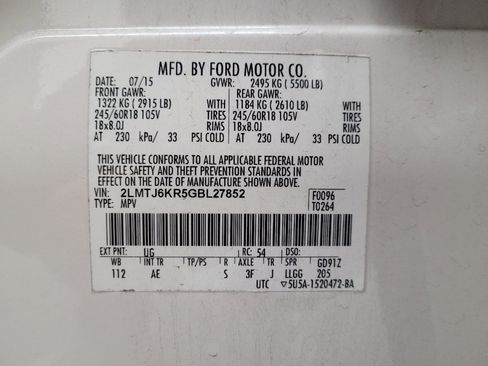 MFD. BY FORD MOTOR CO.
DATE: 07/15 GVWR: 2495 KG ( 5500 LB)
FRONT GAWR: REAR GAWR:
1322 KG ( 2915 LB) WITH 1184 KG ( 2610 LB) WITH
245/60R18 105V TIRES 245/60R18 105V TIRES
18x8.0J RIMS 18x8.0J RIMS
AT 230 kPa/ 33 PSI COLD AT 230 kPa/ 33 PSI COLD
THIS VEHICLE CONFORMS TO ALL APPLICABLE FEDERAL MOTOR
VEHICLE SAFETY AND THEFT PREVENTION STANDARDS IN
EFFECT ON THE DATE OF MANUFACTURE SHOWN ABOVE.
VIN: 2LMTJ6KR5GBL27852 F0096
TYPE: MPV T0264
EXT PNT: UG RC: 54 DSO:
WB INT TR TP/PS R AXLE TR SPR GD91Z
112 AE S 3F J LLGG 205
UTC ▽5U5A-1520472-BA